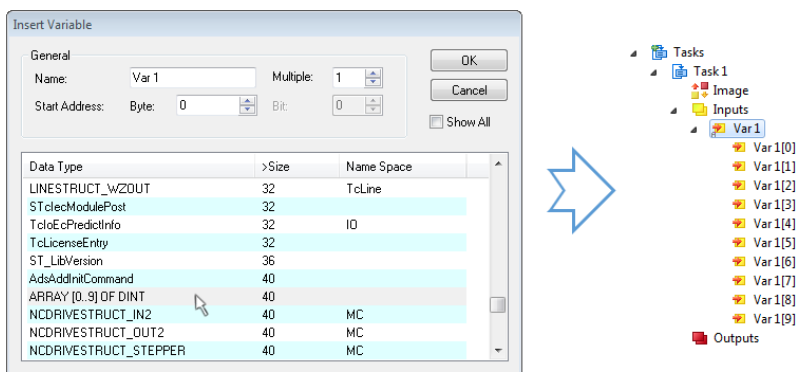 Insert Variable
General
Name: Var 1 Multiple: 1
Start Address: Byte: 0 Bit: 0
OK
Cancel
Show All
Data Type >Size Name Space
LINESTRUCT_WZOUT 32 TcLine
STcIecModulePost 32
TcIoEcPredictInfo 32 IO
TcLicenseEntry 32
ST_LibVersion 36
AdsAddInitCommand 40
ARRAY [0..9] OF DINT 40
NCDRIVESTRUCT_IN2 40 MC
NCDRIVESTRUCT_OUT2 40 MC
NCDRIVESTRUCT_STEPPER 40 MC
Tasks
Task 1
Image
Inputs
Var 1
Var 1[0]
Var 1[1]
Var 1[2]
Var 1[3]
Var 1[4]
Var 1[5]
Var 1[6]
Var 1[7]
Var 1[8]
Var 1[9]
Outputs